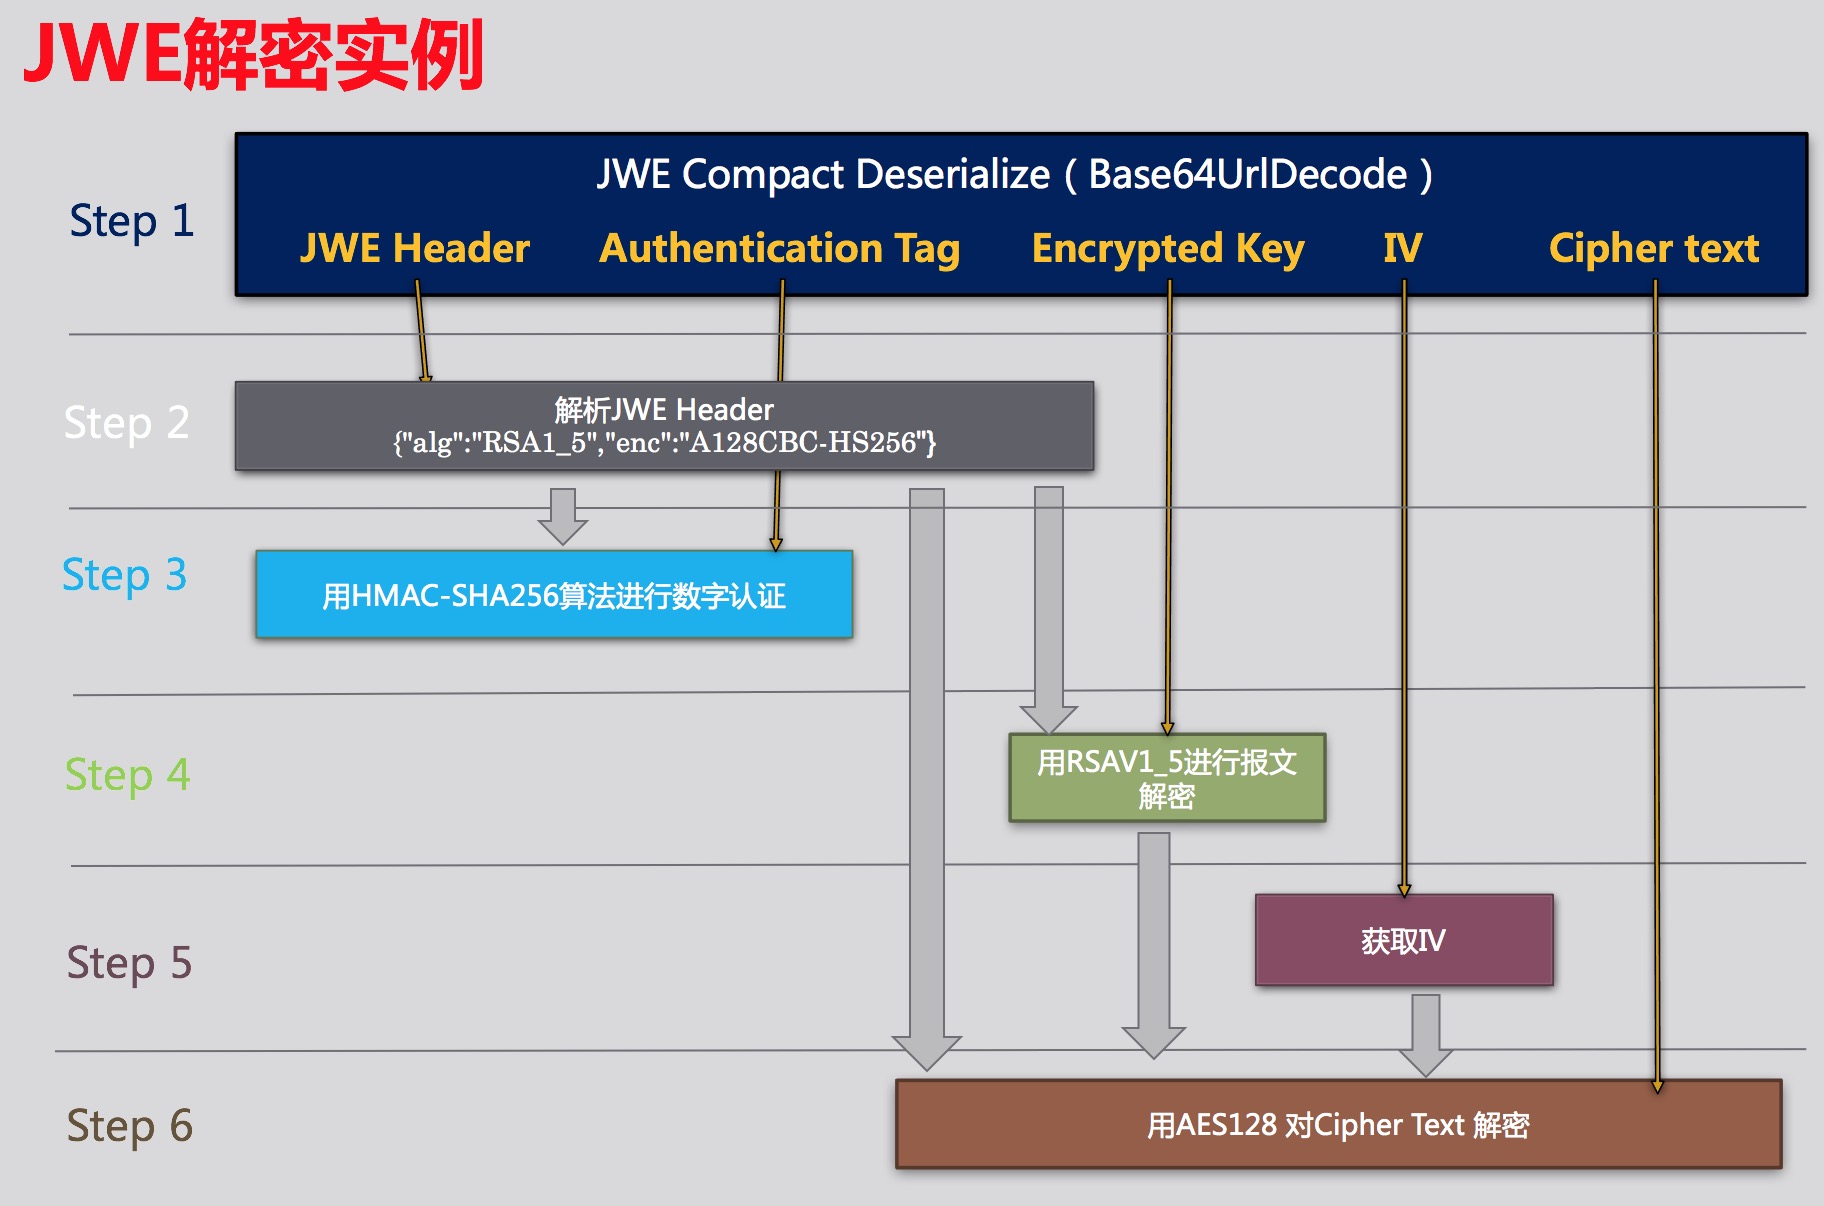 JWE解密实例
JWE Compact Deserialize（Base64UrlDecode）
Step 1
JWE Header Authentication Tag Encrypted Key IV Cipher text
解析JWE Header
Step 2
{"alg":"RSA1_5","enc":"A128CBC-HS256"}
Step 3
用HMAC-SHA256算法进行数字认证
用RSAV1_5进行报文
Step 4
解密
获取IV
Step 5
用AES128 对Cipher Text 解密
Step 6